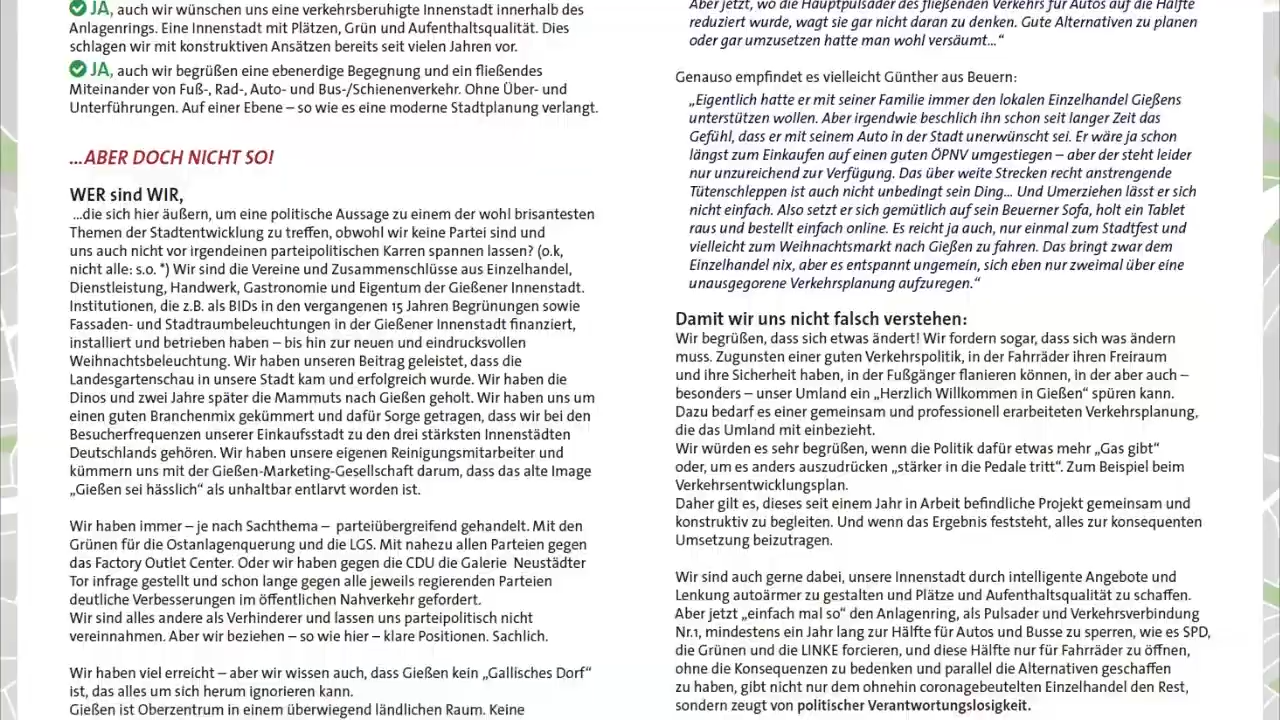 JA, auch wir wünschen uns eine verkehrsberuhigte Innenstadt innerhalb des
Anlagenrings. Eine Innenstadt mit Plätzen, Grün und Aufenthaltsqualität. Dies
schlagen wir mit konstruktiven Ansätzen bereits seit vielen Jahren vor.
JA, auch wir begrüßen eine ebenerdige Begegnung und ein fließendes
Miteinander von Fuß-, Rad-, Auto- und Bus-/Schienenverkehr. Ohne Über- und
Unterführungen. Auf einer Ebene – so wie es eine moderne Stadtplanung verlangt.
...ABER DOCH NICHT SO!
WER sind WIR,
...die sich hier äußern, um eine politische Aussage zu einem der wohl brisantesten
Themen der Stadtentwicklung zu treffen, obwohl wir keine Partei sind und
uns auch nicht vor irgendeinen parteipolitischen Karren spannen lassen? (o.k,
nicht alle: s.o. *) Wir sind die Vereine und Zusammenschlüsse aus Einzelhandel,
Dienstleistung, Handwerk, Gastronomie und Eigentum der Gießener Innenstadt.
Institutionen, die z.B. als BIDs in den vergangenen 15 Jahren Begrünungen sowie
Fassaden- und Stadtraumbeleuchtungen in der Gießener Innenstadt finanziert,
installiert und betrieben haben – bis hin zur neuen und eindrucksvollen
Weihnachtsbeleuchtung. Wir haben unseren Beitrag geleistet, dass die
Landesgartenschau in unsere Stadt kam und erfolgreich wurde. Wir haben die
Dinos und zwei Jahre später die Mammuts nach Gießen geholt. Wir haben uns um
einen guten Branchenmix gekümmert und dafür Sorge getragen, dass wir bei den
Besucherfrequenzen unserer Einkaufsstadt zu den drei stärksten Innenstädten
Deutschlands gehören. Wir haben unsere eigenen Reinigungsmitarbeiter und
kümmern uns mit der Gießen-Marketing-Gesellschaft darum, dass das alte Image
„Gießen sei hässlich“ als unhaltbar entlarvt worden ist.
Wir haben immer – je nach Sachthema – parteiübergreifend gehandelt. Mit den
Grünen für die Ostanlagenquerung und die LGS. Mit nahezu allen Parteien gegen
das Factory Outlet Center. Oder wir haben gegen die CDU die Galerie Neustädter
Tor infrage gestellt und schon lange gegen alle jeweils regierenden Parteien
deutliche Verbesserungen im öffentlichen Nahverkehr gefordert.
Wir sind alles andere als Verhinderer und lassen uns parteipolitisch nicht
vereinnahmen. Aber wir beziehen – so wie hier – klare Positionen. Sachlich.
Wir haben viel erreicht – aber wir wissen auch, dass Gießen kein „Gallisches Dorf“
ist, das alles um sich herum ignorieren kann.
Gießen ist Oberzentrum in einem überwiegend ländlichen Raum. Keine
Aber jetzt, wo die Hauptpulsader des fließenden Verkehrs für Autos auf die Hälfte
reduziert wurde, wagt sie gar nicht daran zu denken. Gute Alternativen zu planen
oder gar umzusetzen hatte man wohl versäumt...“
Genauso empfindet es vielleicht Günther aus Beuern:
„Eigentlich hatte er mit seiner Familie immer den lokalen Einzelhandel Gießens
unterstützen wollen. Aber irgendwie beschlich ihn schon seit langer Zeit das
Gefühl, dass er mit seinem Auto in der Stadt unerwünscht sei. Er wäre ja schon
längst zum Einkaufen auf einen guten ÖPNV umgestiegen – aber der steht leider
nur unzureichend zur Verfügung. Das über weite Strecken recht anstrengende
Tütenschleppen ist auch nicht unbedingt sein Ding... Und Umerziehen lässt er sich
nicht einfach. Also setzt er sich gemütlich auf sein Beuerner Sofa, holt ein Tablet
raus und bestellt einfach online. Es reicht ja auch, nur einmal zum Stadtfest und
vielleicht zum Weihnachtsmarkt nach Gießen zu fahren. Das bringt zwar dem
Einzelhandel nix, aber es entspannt ungemein, sich eben nur zweimal über eine
unausgegorene Verkehrsplanung aufzuregen.“
Damit wir uns nicht falsch verstehen:
Wir begrüßen, dass sich etwas ändert! Wir fordern sogar, dass sich was ändern
muss. Zugunsten einer guten Verkehrspolitik, in der Fahrräder ihren Freiraum
und ihre Sicherheit haben, in der Fußgänger flanieren können, in der aber auch –
besonders – unser Umland ein „Herzlich Willkommen in Gießen“ spüren kann.
Dazu bedarf es einer gemeinsam und professionell erarbeiteten Verkehrsplanung,
die das Umland mit einbezieht.
Wir würden es sehr begrüßen, wenn die Politik dafür etwas mehr „Gas gibt“
oder, um es anders auszudrücken „stärker in die Pedale tritt“. Zum Beispiel beim
Verkehrsentwicklungsplan.
Daher gilt es, dieses seit einem Jahr in Arbeit befindliche Projekt gemeinsam und
konstruktiv zu begleiten. Und wenn das Ergebnis feststeht, alles zur konsequenten
Umsetzung beizutragen.
Wir sind auch gerne dabei, unsere Innenstadt durch intelligente Angebote und
Lenkung autoärmer zu gestalten und Plätze und Aufenthaltsqualität zu schaffen.
Aber jetzt „einfach mal so“ den Anlagenring, als Pulsader und Verkehrsverbindung
Nr.1, mindestens ein Jahr lang zur Hälfte für Autos und Busse zu sperren, wie es SPD,
die Grünen und die LINKE forcieren, und diese Hälfte nur für Fahrräder zu öffnen,
ohne die Konsequenzen zu bedenken und parallel die Alternativen geschaffen
zu haben, gibt nicht nur dem ohnehin coronagebeutelten Einzelhandel den Rest,
sondern zeugt von politischer Verantwortungslosigkeit.